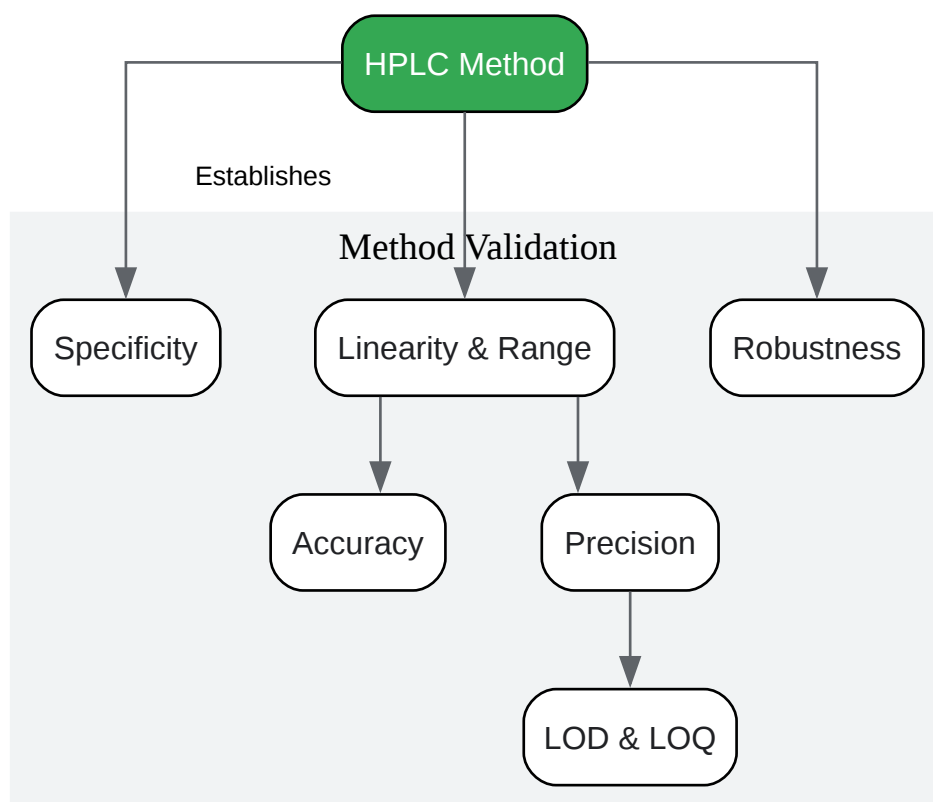 HPLC Method
Establishes
Method Validation
Specificity
Linearity & Range
Robustness
Accuracy
Precision
LOD & LOQ